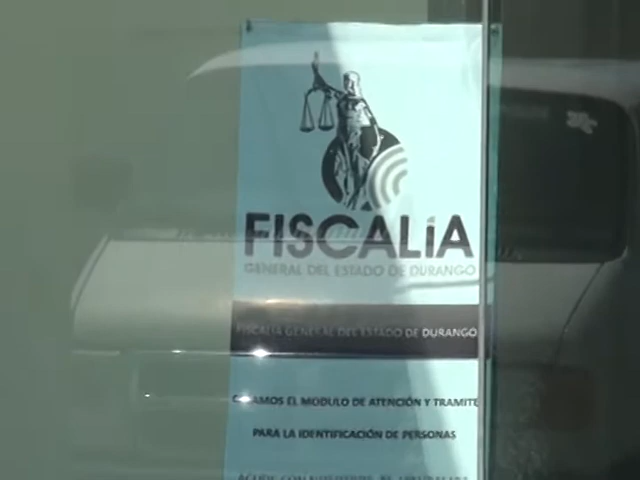 FISCALÍA
GENERAL DEL ESTADO DE DURANGO
FISCALIA GENERAL DEL ESTADO DE DURANGO
EL MODULO DE ATENCIÓN Y TRAMITE
PARA LA IDENTIFICACIÓN DE PERSONAS